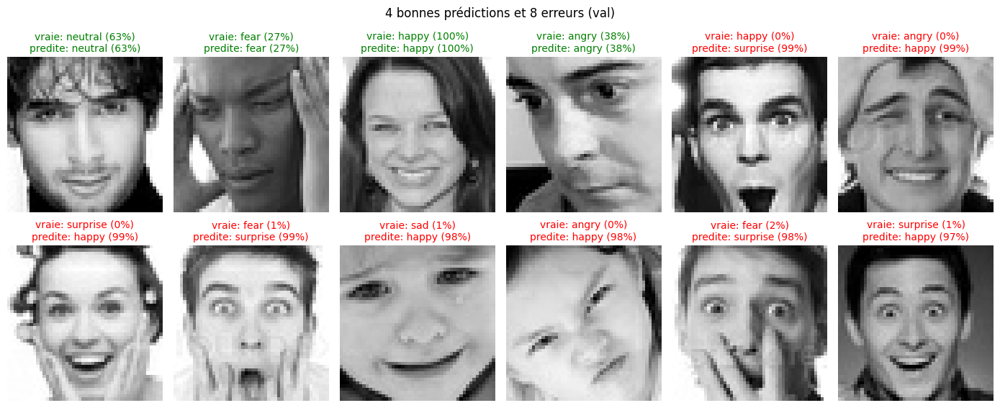 4 bonnes prédictions et 8 erreurs (val)
vraie: neutral (63%)
predite: neutral (63%)
vraie: fear (27%)
predite: fear (27%)
vraie: happy (100%)
predite: happy (100%)
vraie: angry (38%)
predite: angry (38%)
vraie: happy (0%)
predite: surprise (99%)
vraie: angry (0%)
predite: happy (99%)
vraie: surprise (0%)
predite: happy (99%)
vraie: fear (1%)
predite: surprise (99%)
vraie: sad (1%)
predite: happy (98%)
vraie: angry (0%)
predite: happy (98%)
vraie: fear (2%)
predite: surprise (98%)
vraie: surprise (1%)
predite: happy (97%)